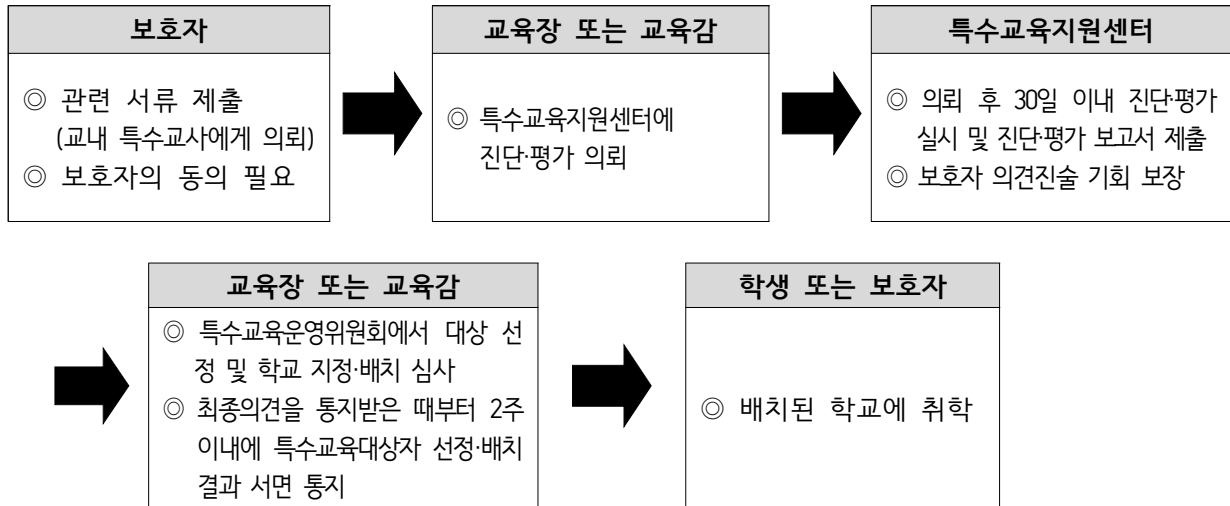 보호자
◎ 관련 서류 제출
(교내 특수교사에게 의뢰)
◎ 보호자의 동의 필요
교육장 또는 교육감
◎ 특수교육지원센터에
진단·평가 의뢰
특수교육지원센터
◎ 의뢰 후 30일 이내 진단·평가
실시 및 진단·평가 보고서 제출
◎ 보호자 의견진술 기회 보장
교육장 또는 교육감
◎ 특수교육운영위원회에서 대상 선
정 및 학교 지정·배치 심사
◎ 최종의견을 통지받은 때부터 2주
이내에 특수교육대상자 선정·배치
결과 서면 통지
학생 또는 보호자
◎ 배치된 학교에 취학